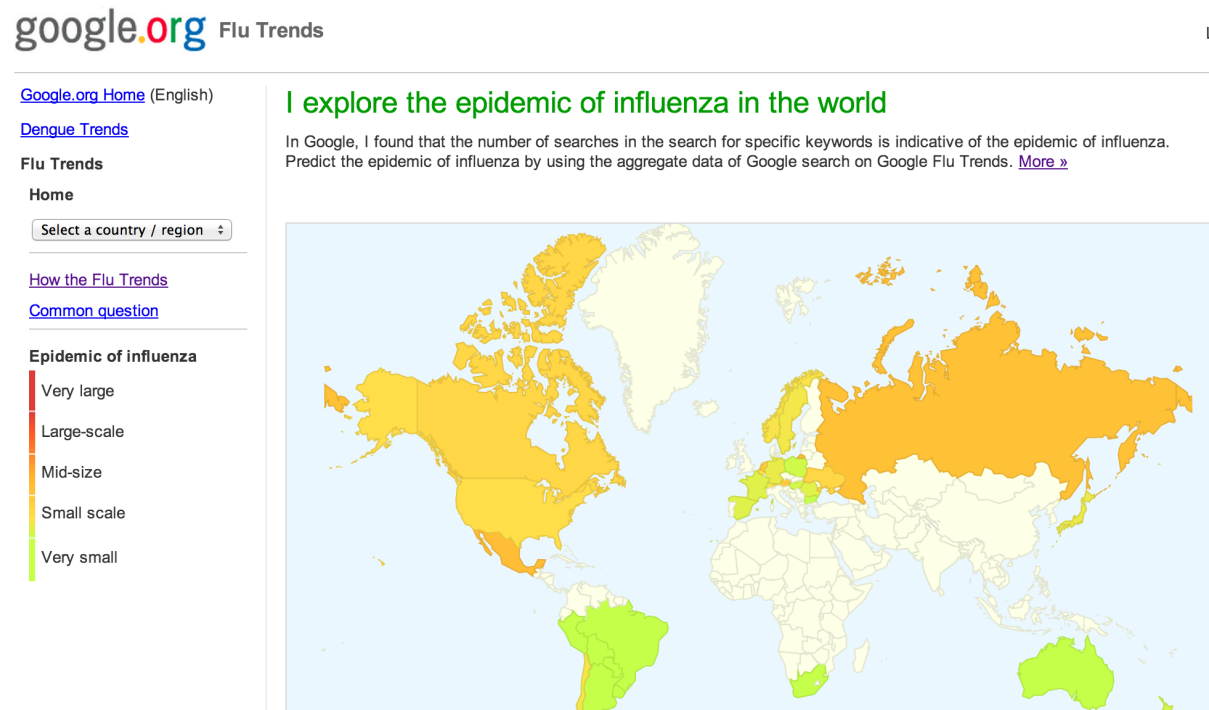 google.org Flu Trends
Google.org Home (English)
Dengue Trends
Flu Trends
Home
Select a country / region
How the Flu Trends
Common question
Epidemic of influenza
Very large
Large-scale
Mid-size
Small scale
Very small
I explore the epidemic of influenza in the world
In Google, I found that the number of searches in the search for specific keywords is indicative of the epidemic of influenza.
Predict the epidemic of influenza by using the aggregate data of Google search on Google Flu Trends. More »